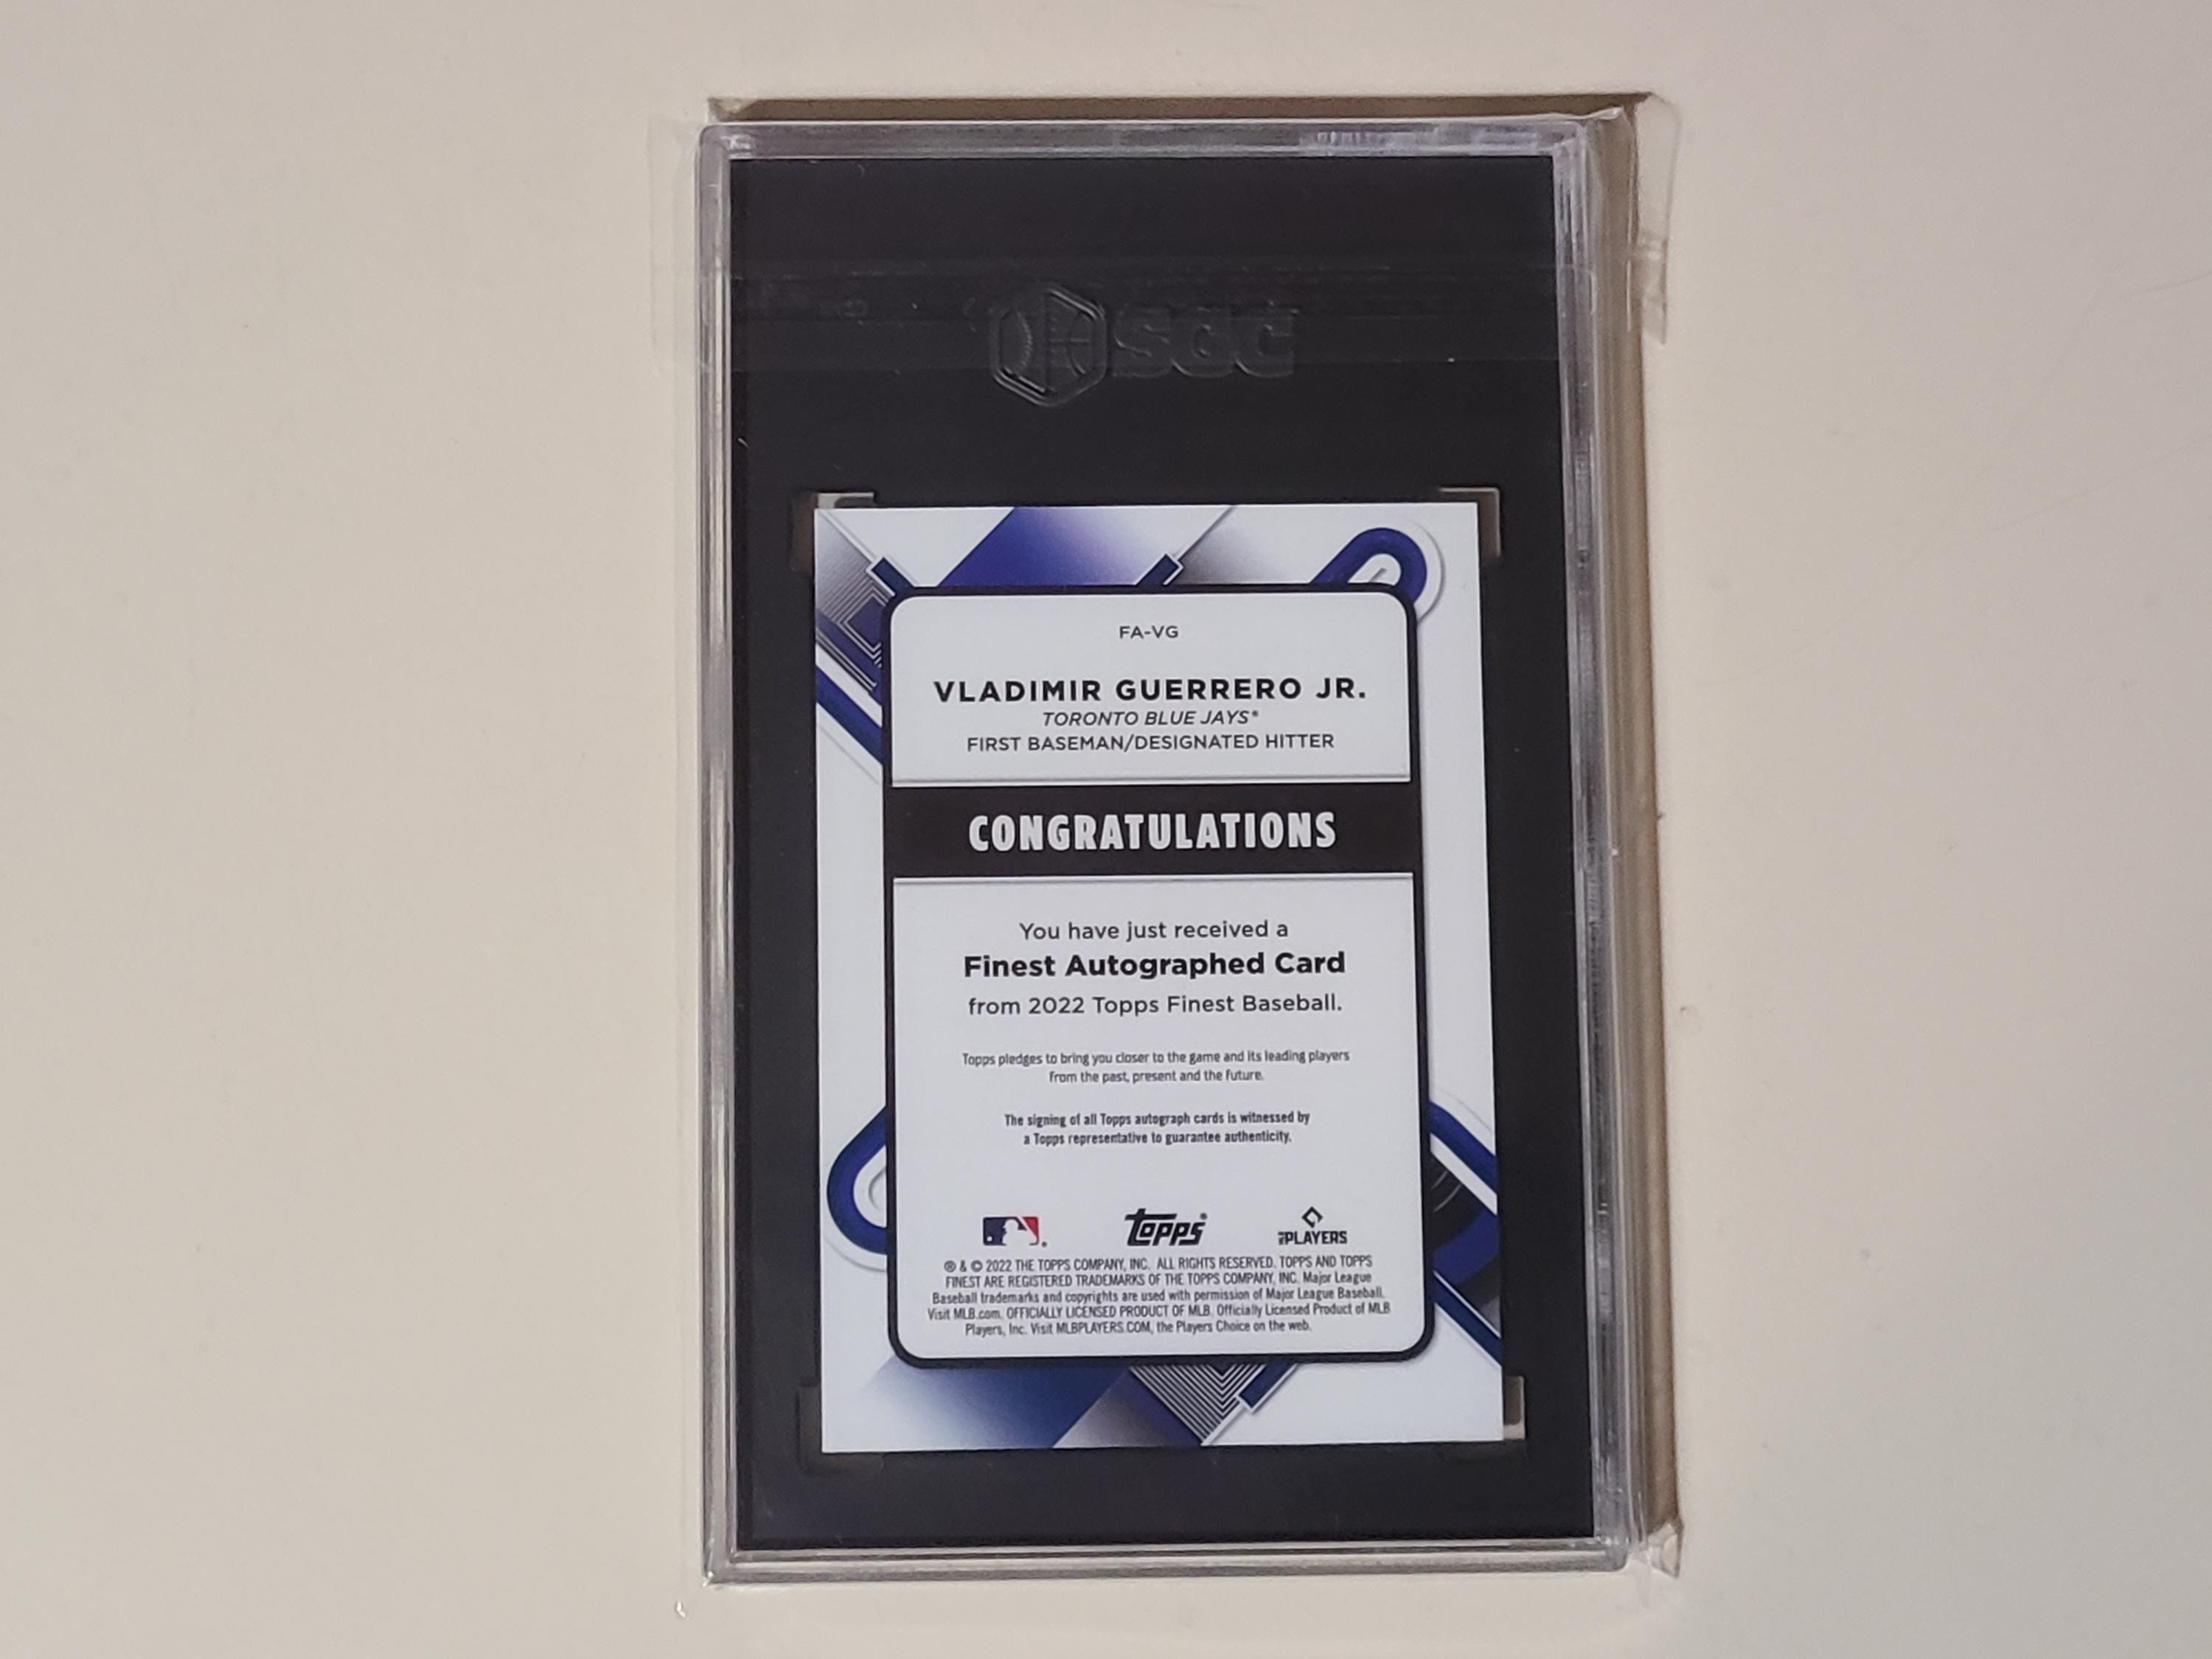 SGC
FA-VG
VLADIMIR GUERRERO JR.
TORONTO BLUE JAYS®
FIRST BASEMAN/DESIGNATED HITTER
CONGRATULATIONS
You have just received a
Finest Autographed Card
from 2022 Topps Finest Baseball.
Topps pledges to bring you closer to the game and its leading players
from the past, present and the future.
The signing of all Topps autograph cards is witnessed by
a Topps representative to guarantee authenticity.
topps® PLAYERS
® & © 2022 THE TOPPS COMPANY, INC. ALL RIGHTS RESERVED. TOPPS AND TOPPS
FINEST ARE REGISTERED TRADEMARKS OF THE TOPPS COMPANY, INC. Major League
Baseball trademarks and copyrights are used with permission of Major League Baseball.
Visit MLB.com. OFFICIALLY LICENSED PRODUCT OF MLB. Officially Licensed Product of MLB
Players, Inc. Visit MLBPLAYERS.COM, the Players Choice on the web.